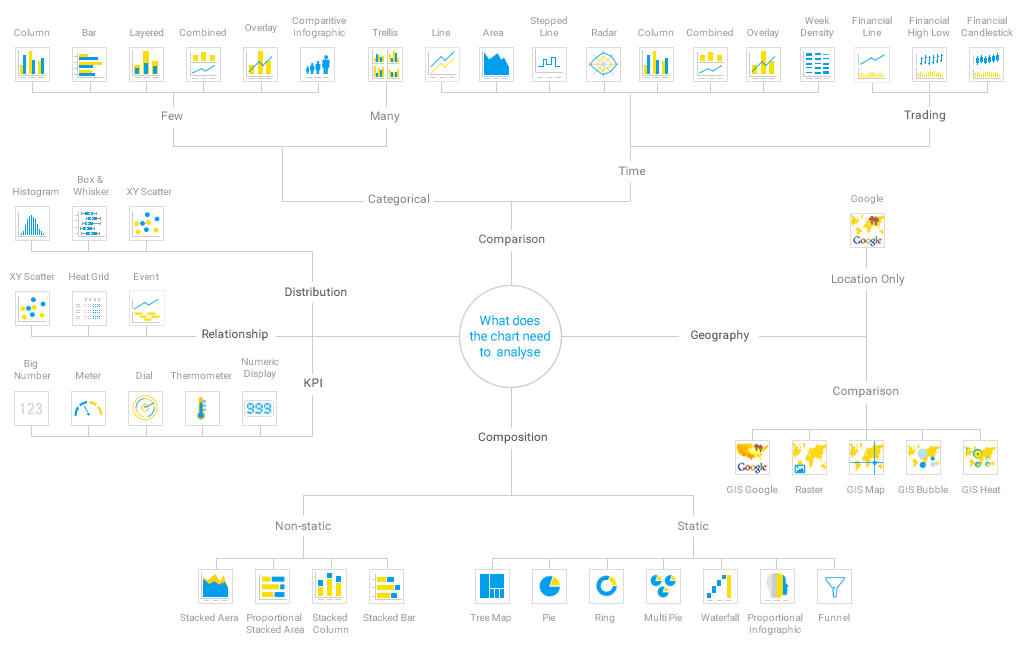 Column
Bar
Layered
Combined
Overlay
Comparitive
Infographic
Trellis
Line
Area
Stepped
Line
Radar
Column
Combined
Overlay
Week
Density
Financial
Line
Financial
High Low
Financial
Candlestick
Few
Many
Trading
Time
Categorical
Comparison
Histogram
Box &
Whisker
XY Scatter
Distribution
XY Scatter
Heat Grid
Event
Relationship
Big
Number
Meter
Dial
Thermometer
Numeric
Display
123
999
KPI
What does
the chart need
to analyse
Google
Google
Location Only
Geography
Comparison
Google
GIS Google
Raster
GIS Map
GIS Bubble
GIS Heat
Composition
Non-static
Static
Stacked Aera
Proportional
Stacked Area
Stacked
Column
Stacked Bar
Tree Map
Pie
Ring
Multi Pie
Waterfall
Proportional
Infographic
Funnel